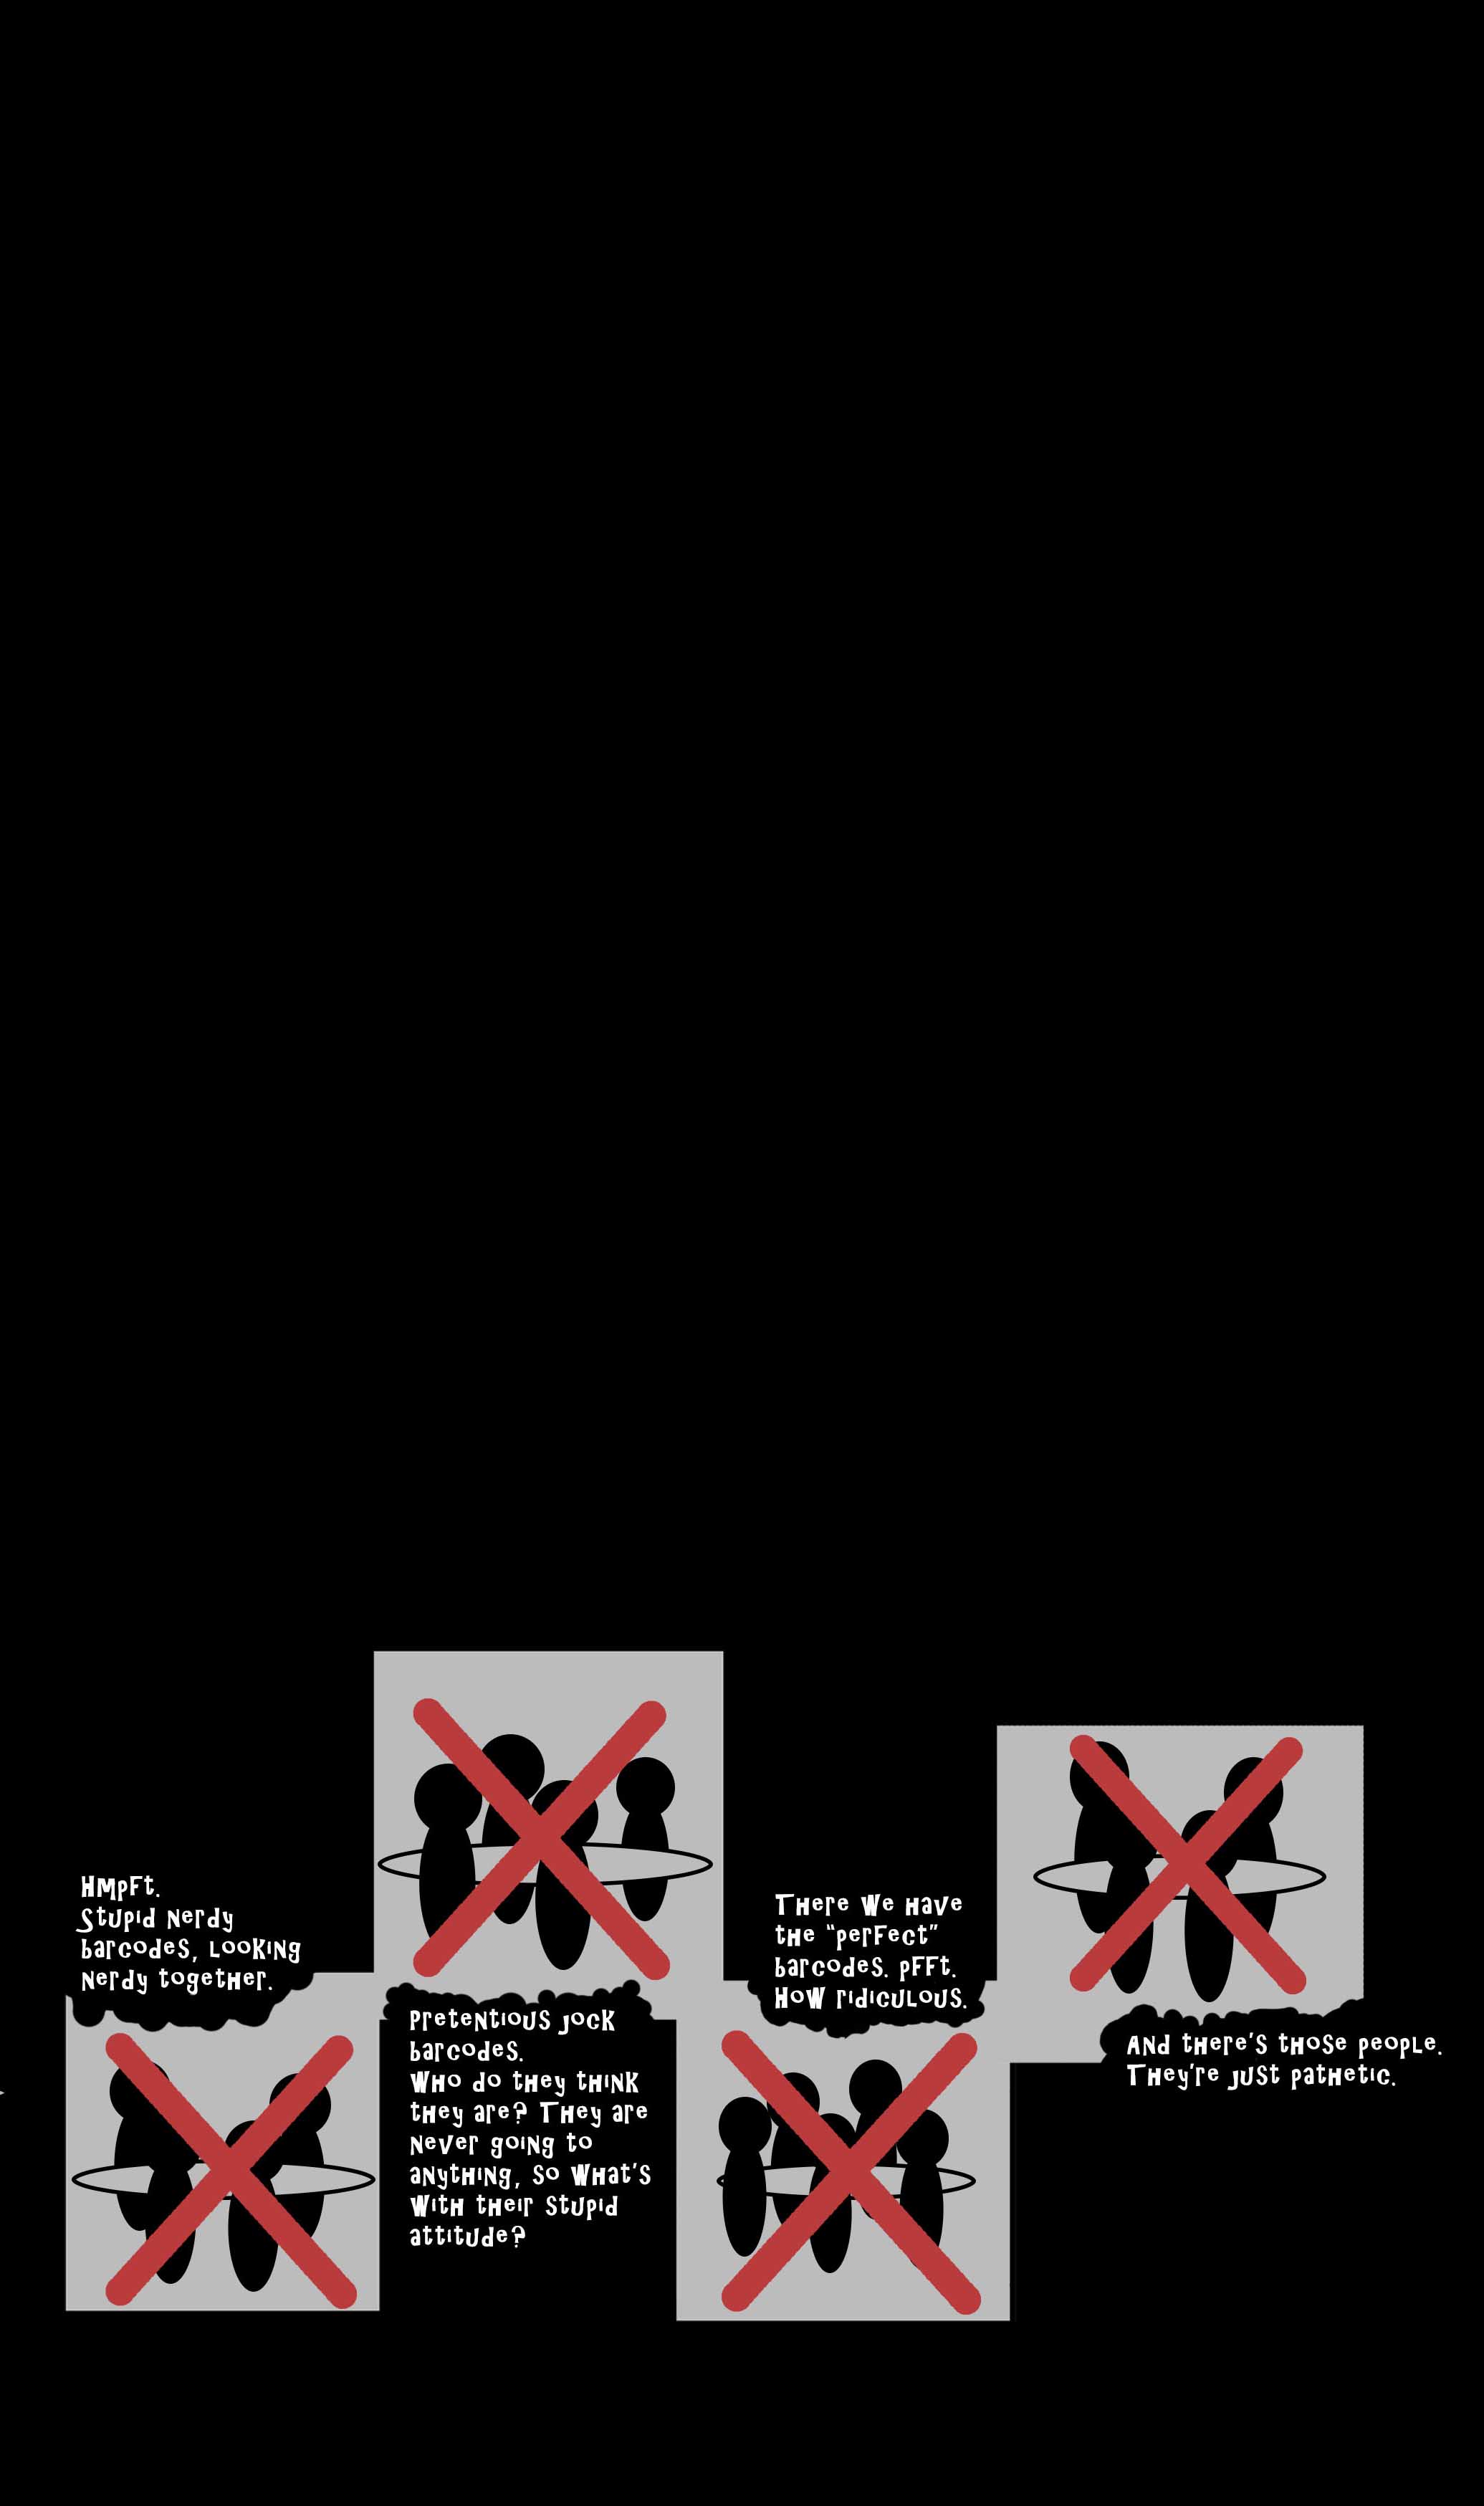 Hmpft.
Stupid nerdy
barcodes, looking
nerdy together.
Pretentious jock
barcodes.
Who do they think
they are? They are
never going to
anything, so what's
with their stupid
attitude?
There we have
the "perfect"
barcodes. pfft.
How ridiculous.
And there's those people.
They're just pathetic.